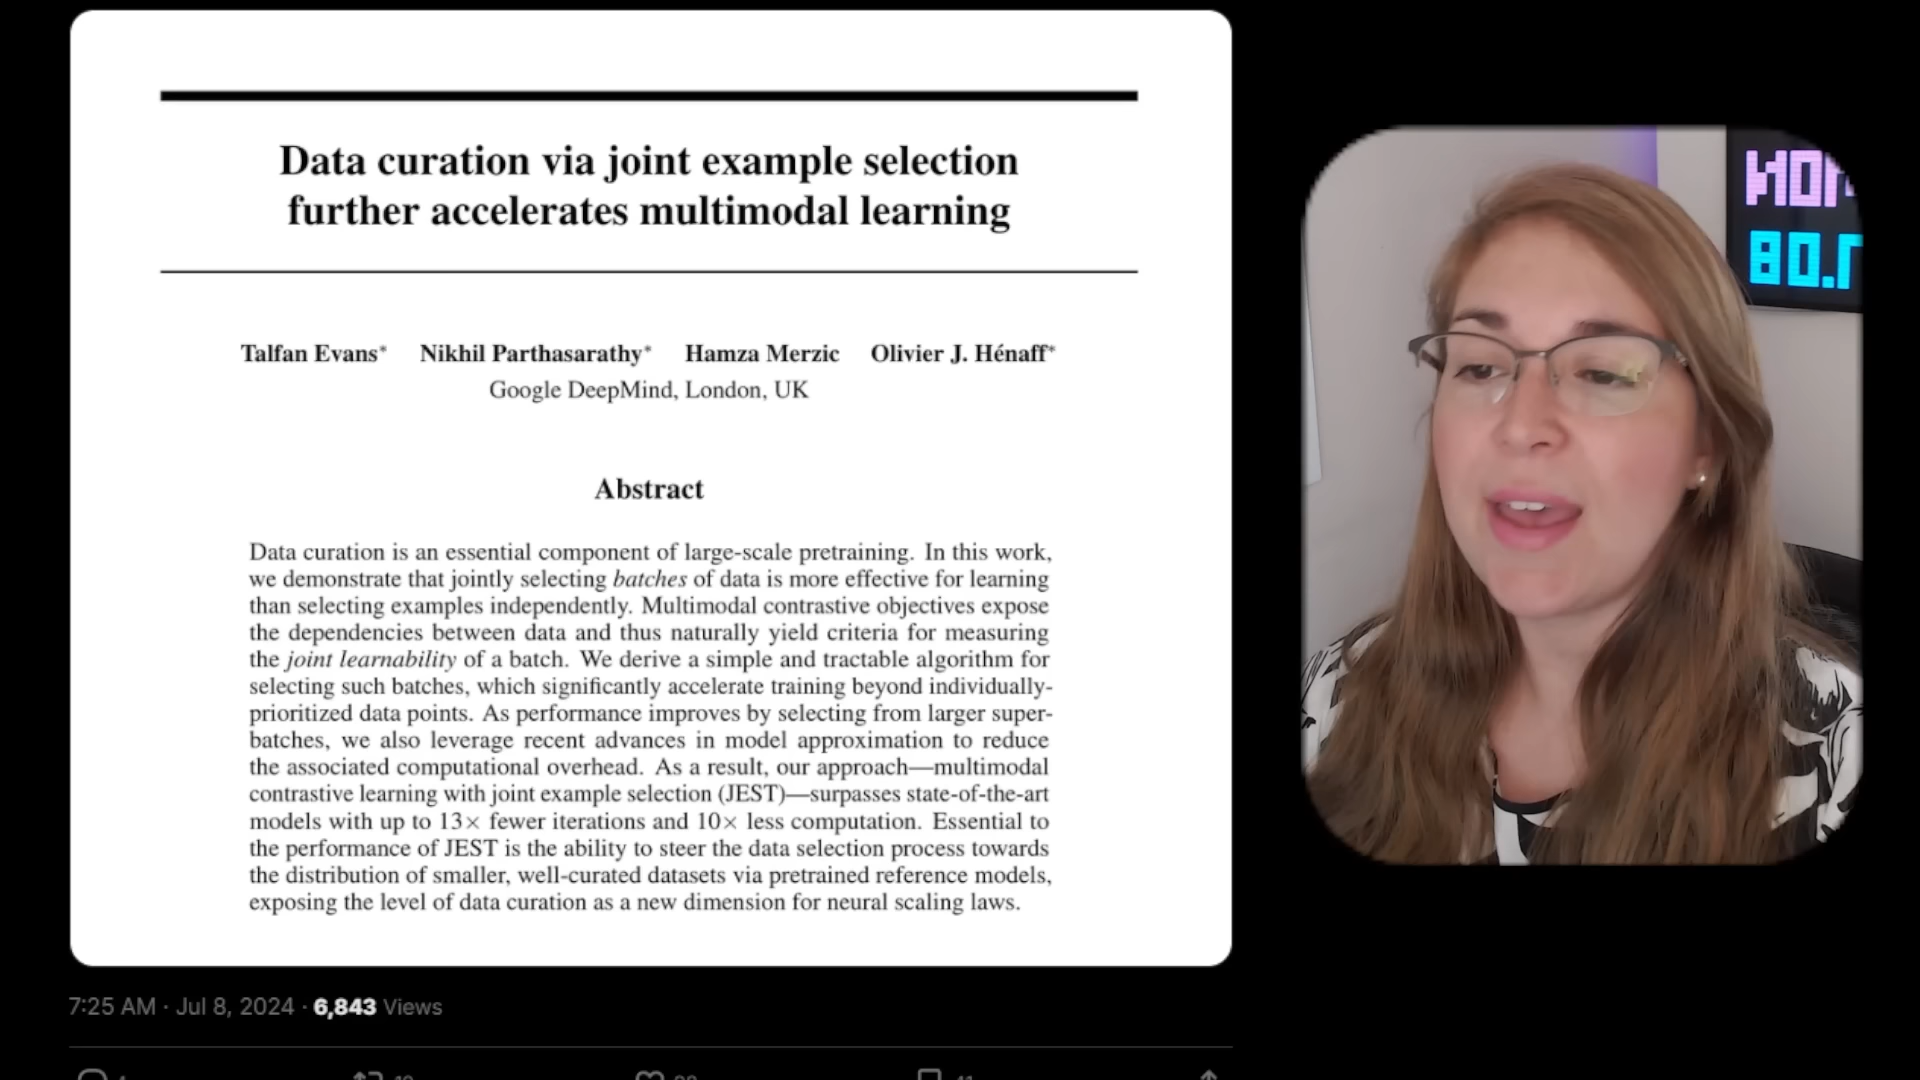 Data curation via joint example selection
further accelerates multimodal learning
Talfan Evans* Nikhil Parthasarathy* Hamza Merzic Olivier J. Hénaff*
Google DeepMind, London, UK
Abstract
Data curation is an essential component of large-scale pretraining. In this work,
we demonstrate that jointly selecting batches of data is more effective for learning
than selecting examples independently. Multimodal contrastive objectives expose
the dependencies between data and thus naturally yield criteria for measuring
the joint learnability of a batch. We derive a simple and tractable algorithm for
selecting such batches, which significantly accelerate training beyond individually-
prioritized data points. As performance improves by selecting from larger super-
batches, we also leverage recent advances in model approximation to reduce
the associated computational overhead. As a result, our approach—multimodal
contrastive learning with joint example selection (JEST)—surpasses state-of-the-art
models with up to 13× fewer iterations and 10× less computation. Essential to
the performance of JEST is the ability to steer the data selection process towards
the distribution of smaller, well-curated datasets via pretrained reference models,
exposing the level of data curation as a new dimension for neural scaling laws.
7:25 AM · Jul 8, 2024 · 6,843 Views